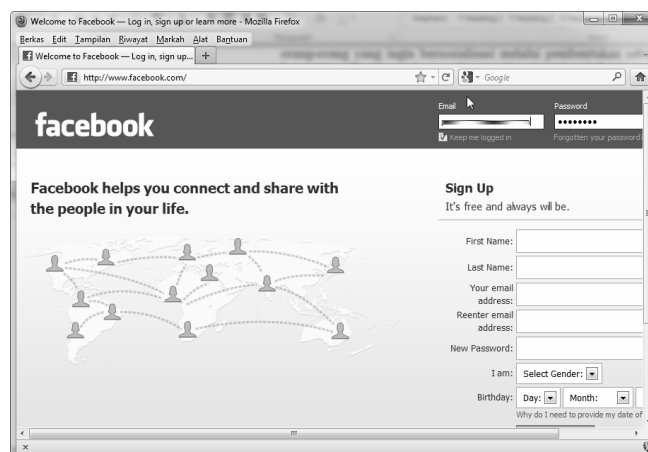 Welcome to Facebook — Log in, sign up or learn more - Mozilla Firefox
Berkas Edit Tampilan Riwayat Markah Alat Bantuan
Welcome to Facebook — Log in, sign up... +
http://www.facebook.com/
Google
facebook
Email
Password
Keep me logged in
Forgotten your password
Facebook helps you connect and share with
the people in your life.
Sign Up
It's free and always will be.
First Name:
Last Name:
Your email
address:
Reenter email
address:
New Password:
I am: Select Gender:
Birthday: Day: Month:
Why do I need to provide my date of